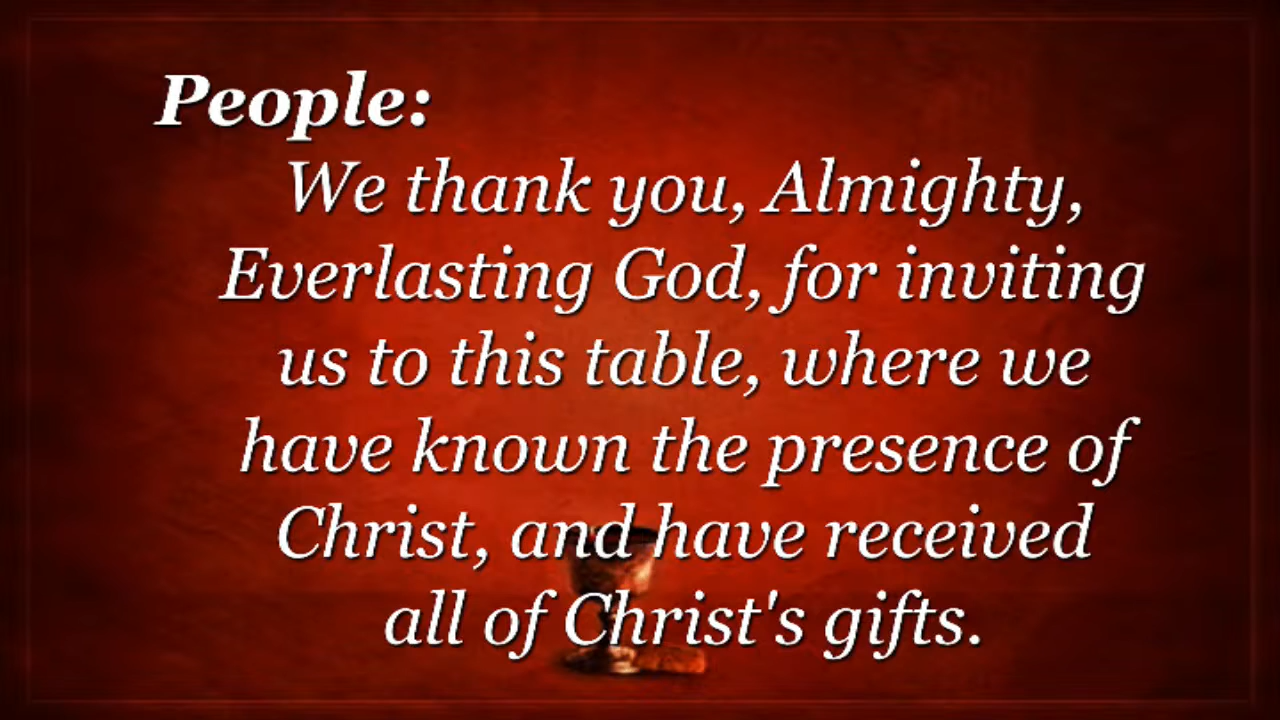 People:
We thank you, Almighty,
Everlasting God, for inviting
us to this table, where we
have known the presence of
Christ, and have received
all of Christ's gifts.